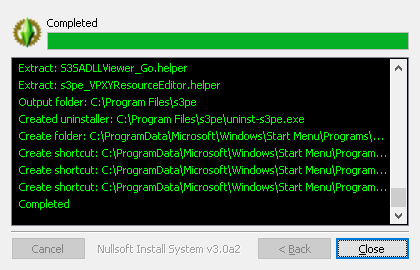 Completed
Extract: S3SADLLViewer_Go.helper
Extract: s3pe_VPXYResourceEditor.helper
Output folder: C:\Program Files\s3pe
Created uninstaller: C:\Program Files\s3pe\uninst-s3pe.exe
Create folder: C:\ProgramData\Microsoft\Windows\Start Menu\Programs\...
Create shortcut: C:\ProgramData\Microsoft\Windows\Start Menu\Program...
Create shortcut: C:\ProgramData\Microsoft\Windows\Start Menu\Program...
Create shortcut: C:\ProgramData\Microsoft\Windows\Start Menu\Program...
Completed
Cancel Nullsoft Install System v3.0a2 < Back Close